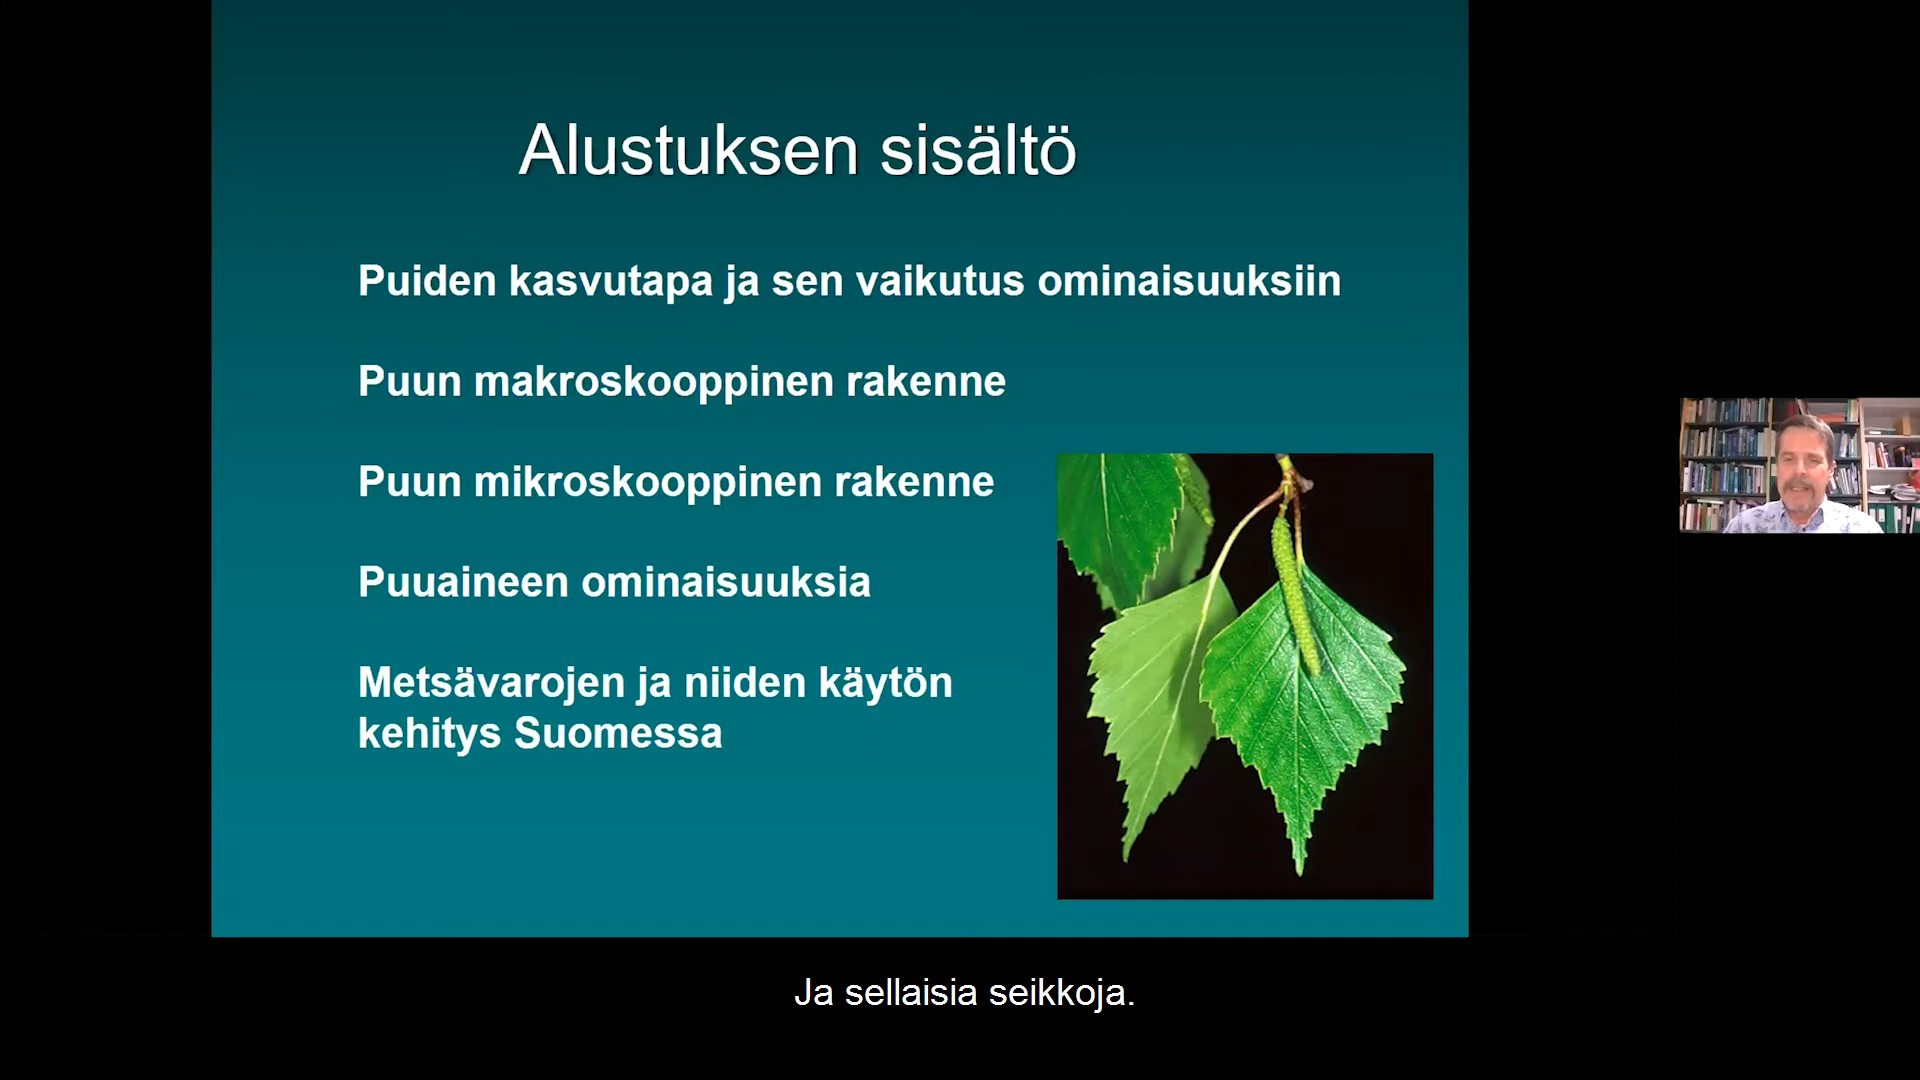 Alustuksen sisältö
Puiden kasvutapa ja sen vaikutus ominaisuuksiin
Puun makroskooppinen rakenne
Puun mikroskooppinen rakenne
Puuaineen ominaisuuksia
Metsävarojen ja niiden käytön
kehitys Suomessa
Ja sellaisia seikkoja.